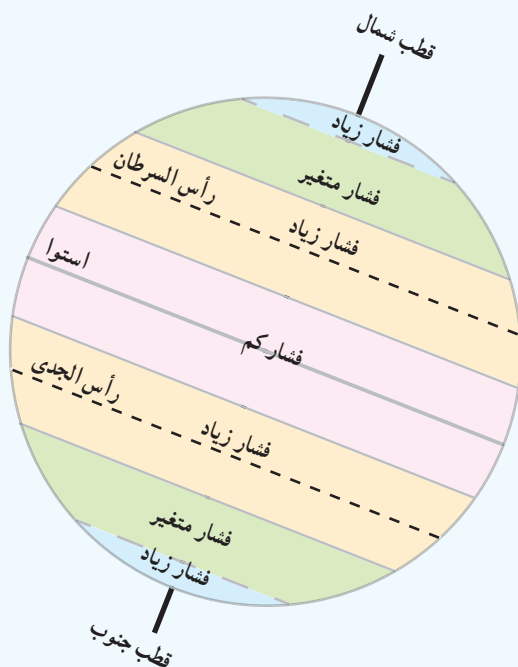 قطب شمال
فشار زیاد
فشار متغیر
رأس السرطان
فشار زیاد
استوا
فشار کم
رأس الجدی
فشار زیاد
فشار متغیر
فشار زیاد
قطب جنوب